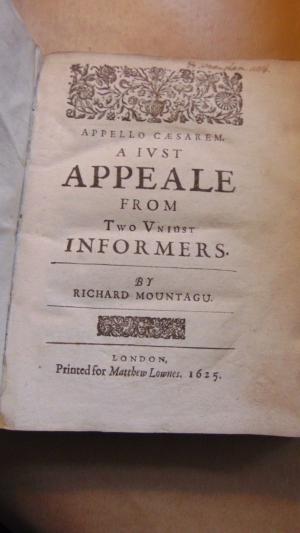 APPELLO CÆSAREM.
A IVST
APPEALE
FROM
TWO VNIUST
INFORMERS.
BY
RICHARD MOUNTAGU.
LONDON,
Printed for Matthew Lownes. 1625.